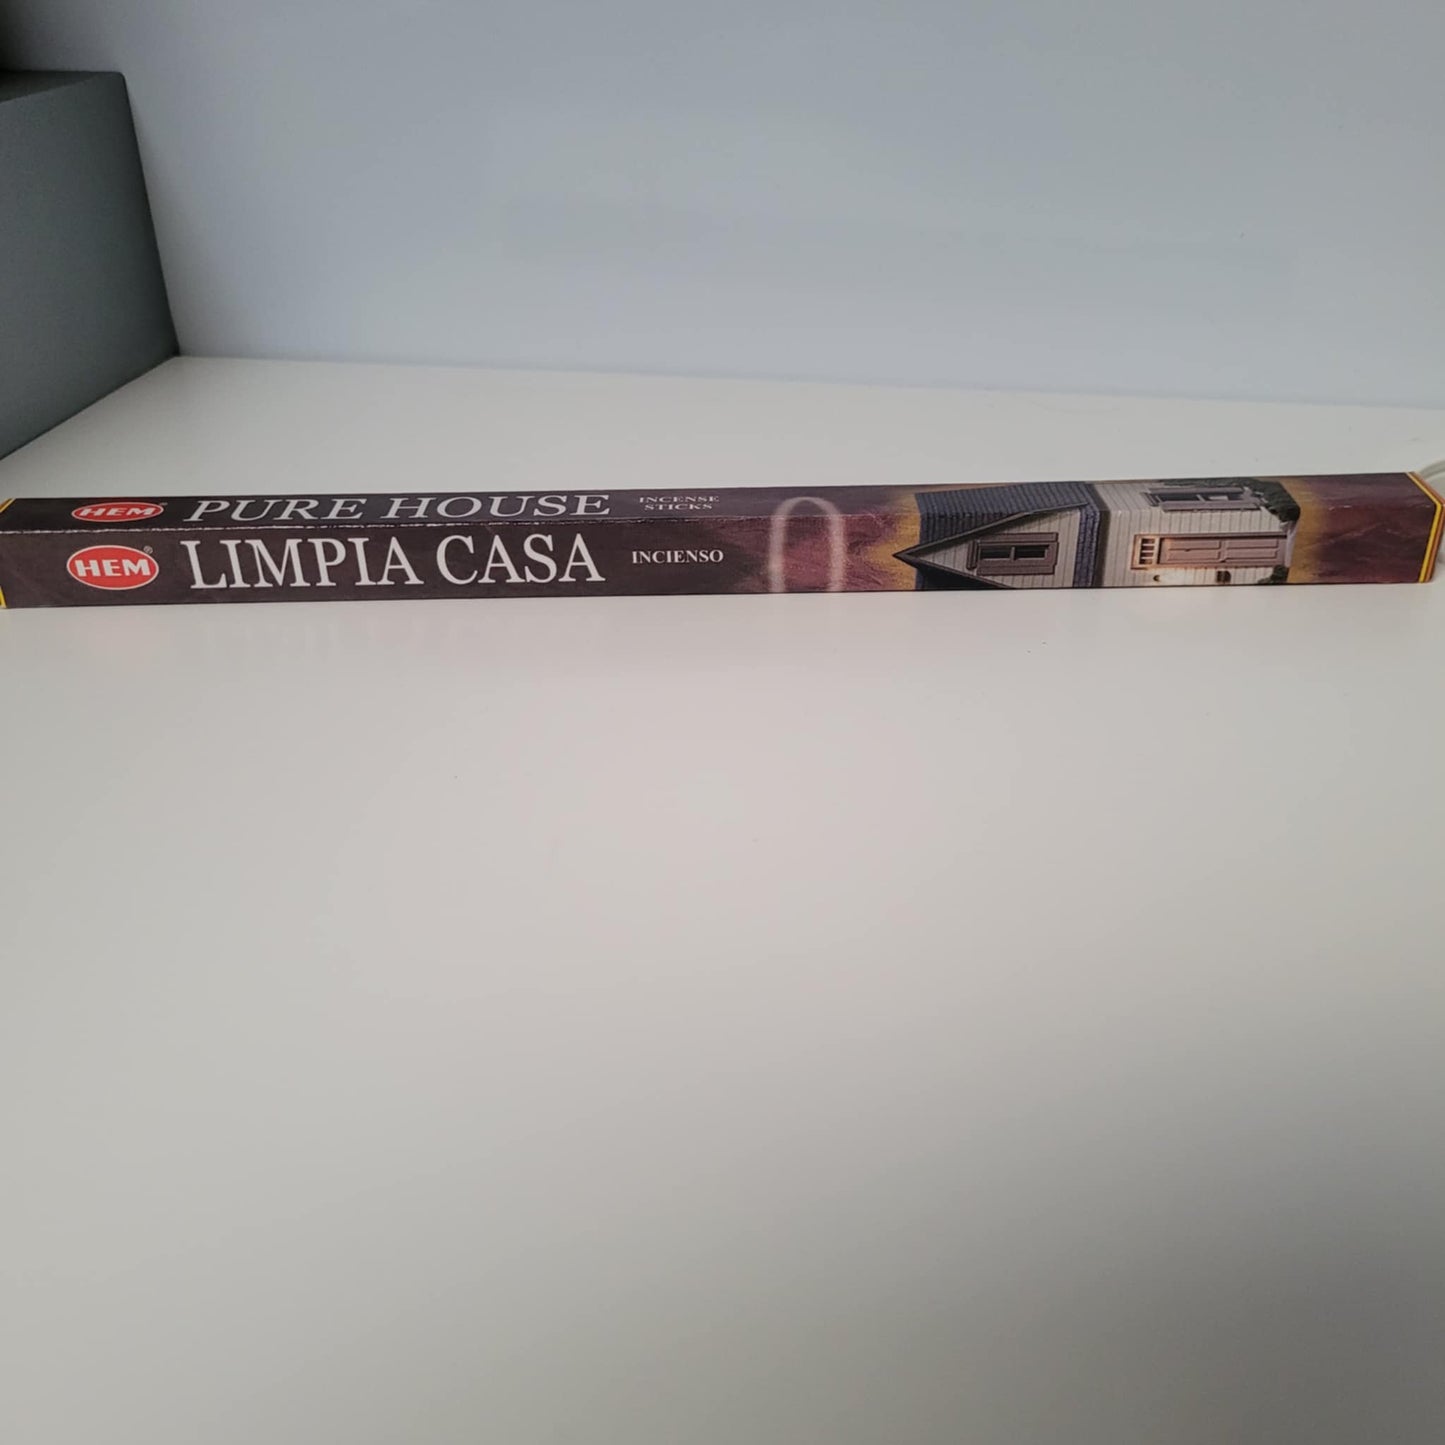 HEM PURE HOUSE INCENSE STICKS
HEM® LIMPIA CASA INCIENSO